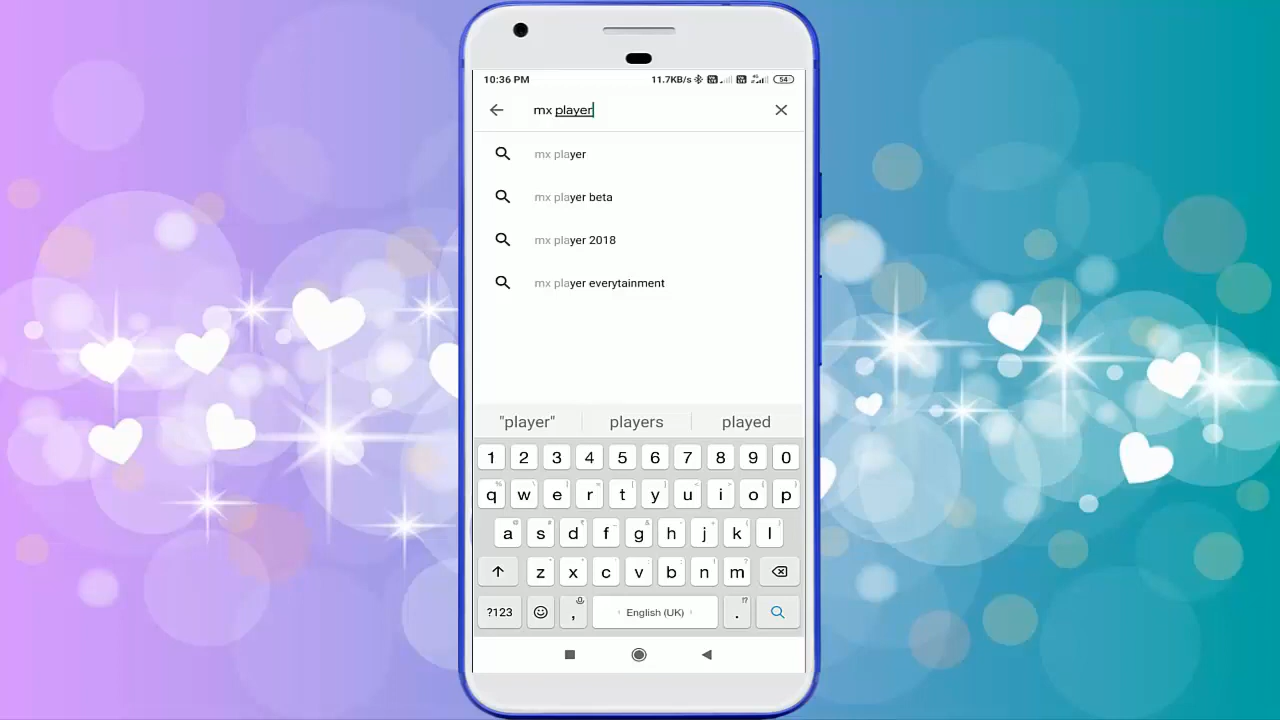 10:36 PM 11.7KB/s 54
mx player
mx player
mx player beta
mx player 2018
mx player everytainment
"player" players played
1 2 3 4 5 6 7 8 9 0
q w e r t y u i o p
a s d f g h j k l
z x c v b n m
?123 , English (UK) .